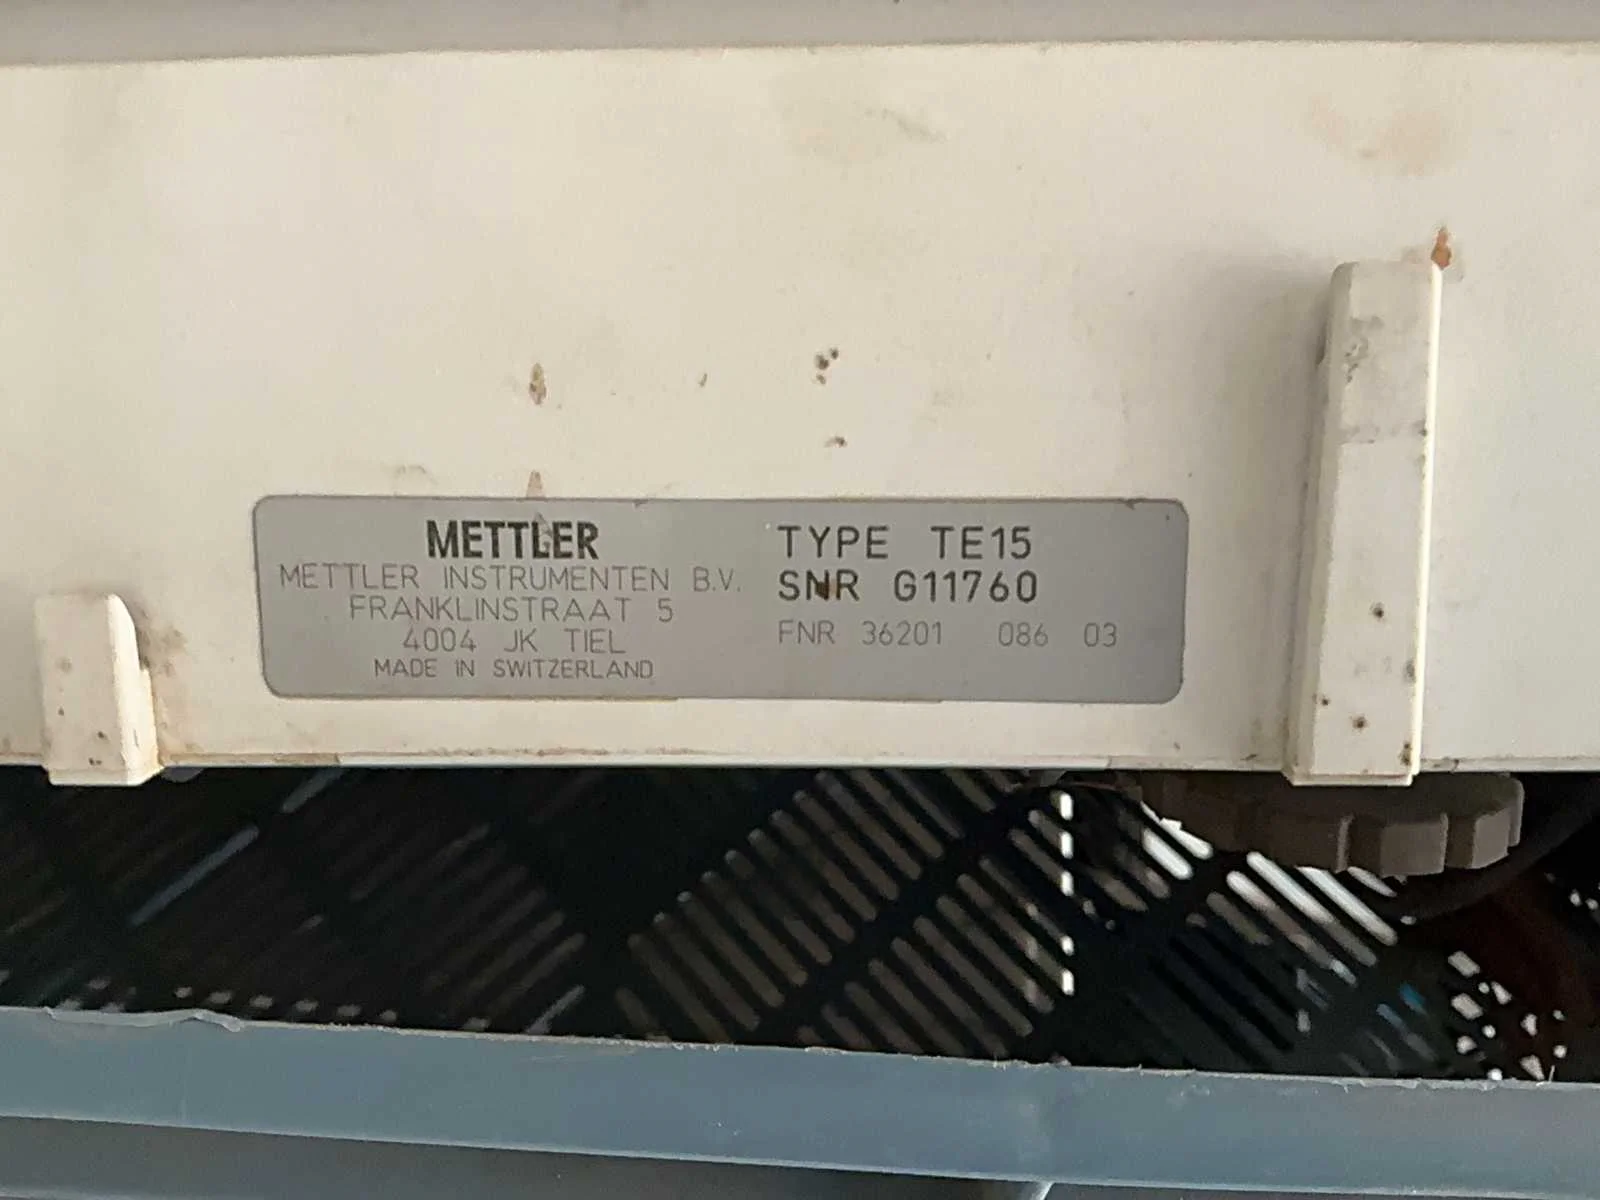 METTLER
METTLER INSTRUMENTEN B.V.
FRANKLINSTRAAT 5
4004 JK TIEL
MADE IN SWITZERLAND
TYPE TE15
SNR G11760
FNR 36201 086 03